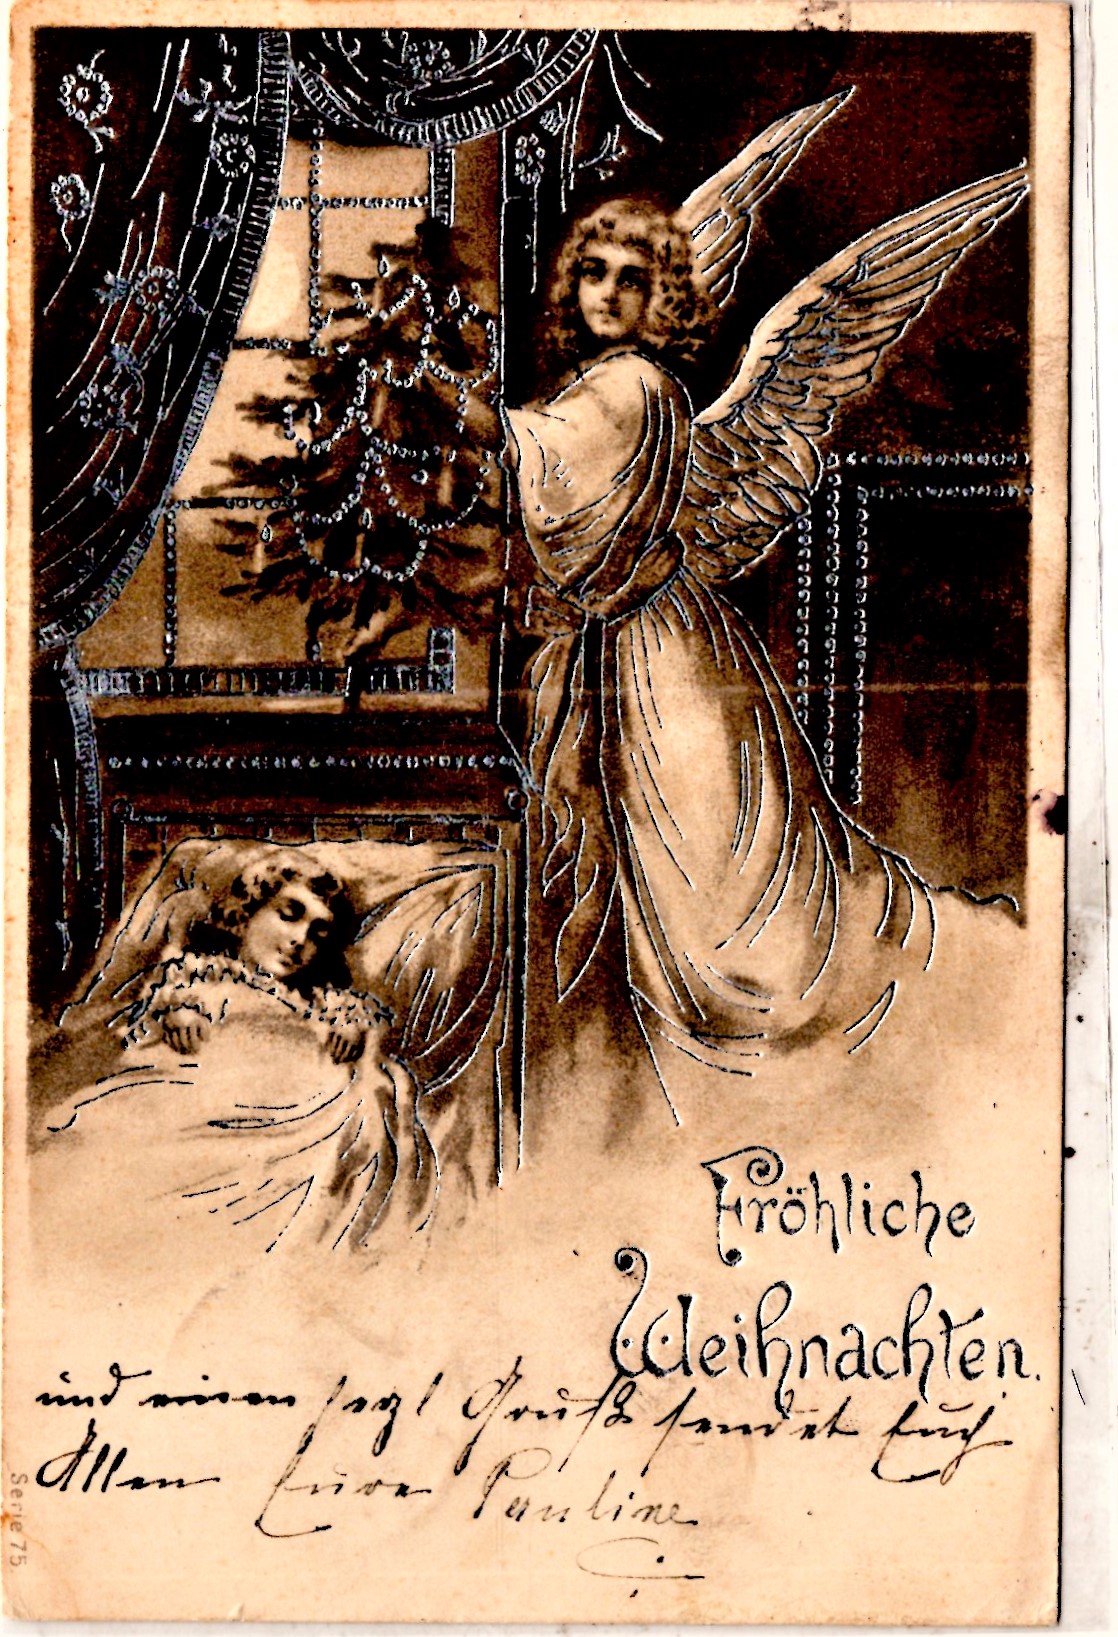 Fröhliche
Weihnachten.
und einen herzl Gruß sendet Euch
Allen Eure Pauline
Serie 75